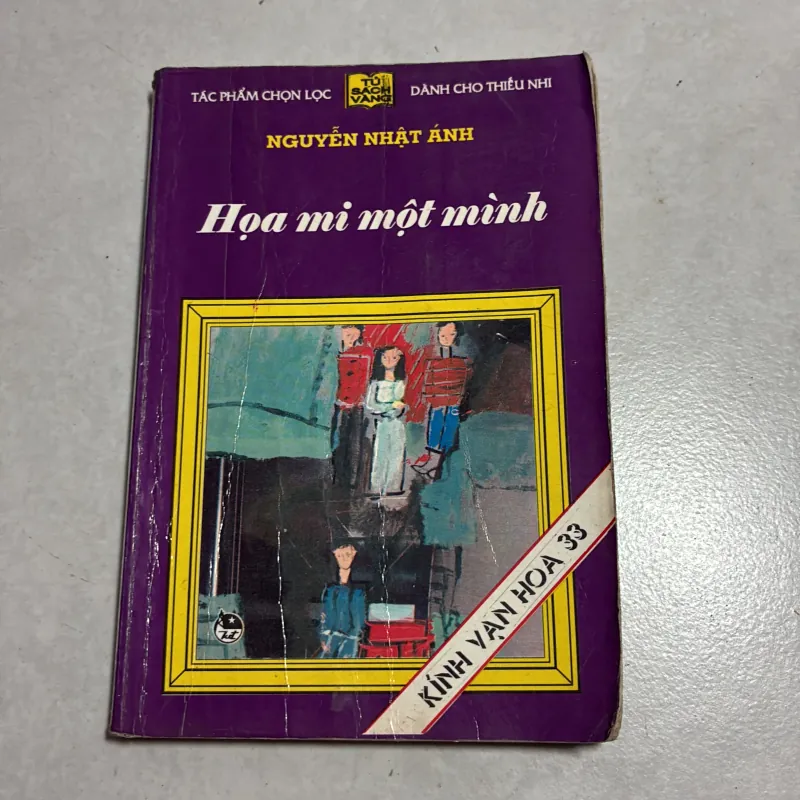 TÁC PHẨM CHỌN LỌC
TỦ
SÁCH
VÀNG
DÀNH CHO THIẾU NHI
NGUYỄN NHẬT ÁNH
Họa mi một mình
KÍNH VẠN HOA 33